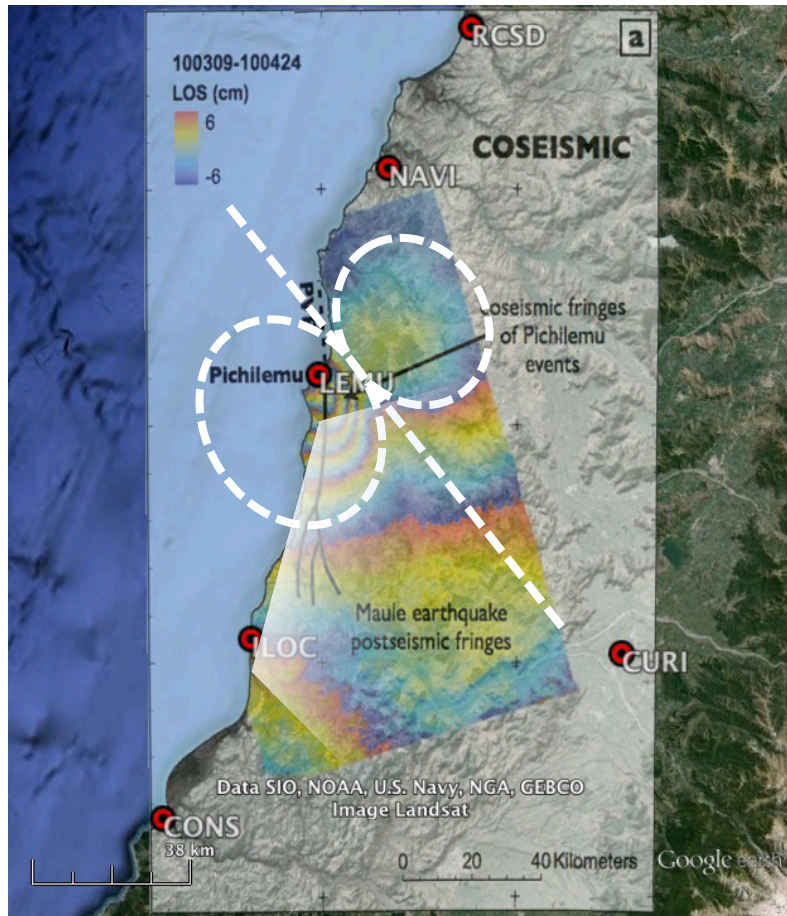 RCSD
a
100309-100424
LOS (cm)
6
-6
COSEISMIC
NAVI
coseismic fringes
of Pichilemu
events
Pichilemu
LEMU
Maule earthquake
postseismic fringes
ILOC
CURI
Data SIO, NOAA, U.S. Navy, NGA, GEBCO
Image Landsat
CONS
38 km
0 20 40 Kilometers
Google earth